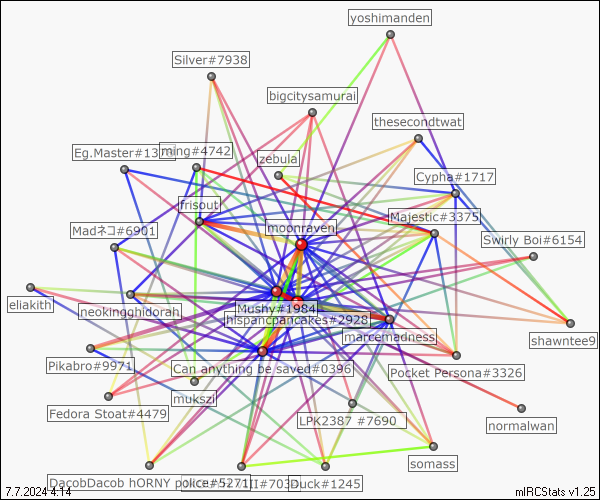 yoshimanden
Silver#7938
bigcitysamurai
thesecondtwat
Eg.Master#13
ming#4742
zebula
Cypha#1717
frisout
Majestic#3375
moonraven
Madネコ#6901
Swirly Boi#6154
eliakith
neokingghidorah
Mushy#1984
hispancpancakes#2928
marcemadness
shawntee9
Pikabro#9971
Can anything be saved#0396
Pocket Persona#3326
mukszi
Fedora Stoat#4479
LPK2387 #7690
normalwan
somass
DacobDacob hORNY police#5271
III#703
Duck#1245
7.7.2024 4:14
mIRCStats v1.25